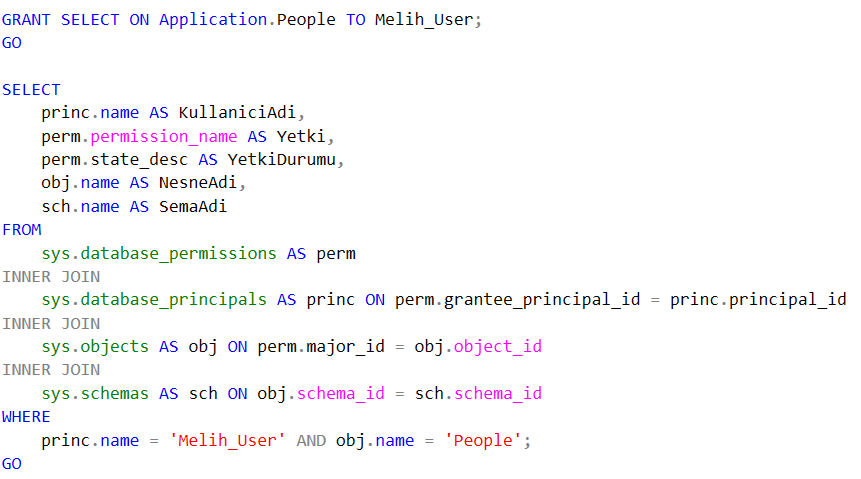 GRANT SELECT ON Application.People TO Melih_User;
GO
SELECT
princ.name AS KullaniciAdi,
perm.permission_name AS Yetki,
perm.state_desc AS YetkiDurumu,
obj.name AS NesneAdi,
sch.name AS SemaAdi
FROM
sys.database_permissions AS perm
INNER JOIN
sys.database_principals AS princ ON perm.grantee_principal_id = princ.principal_id
INNER JOIN
sys.objects AS obj ON perm.major_id = obj.object_id
INNER JOIN
sys.schemas AS sch ON obj.schema_id = sch.schema_id
WHERE
princ.name = 'Melih_User' AND obj.name = 'People';
GO